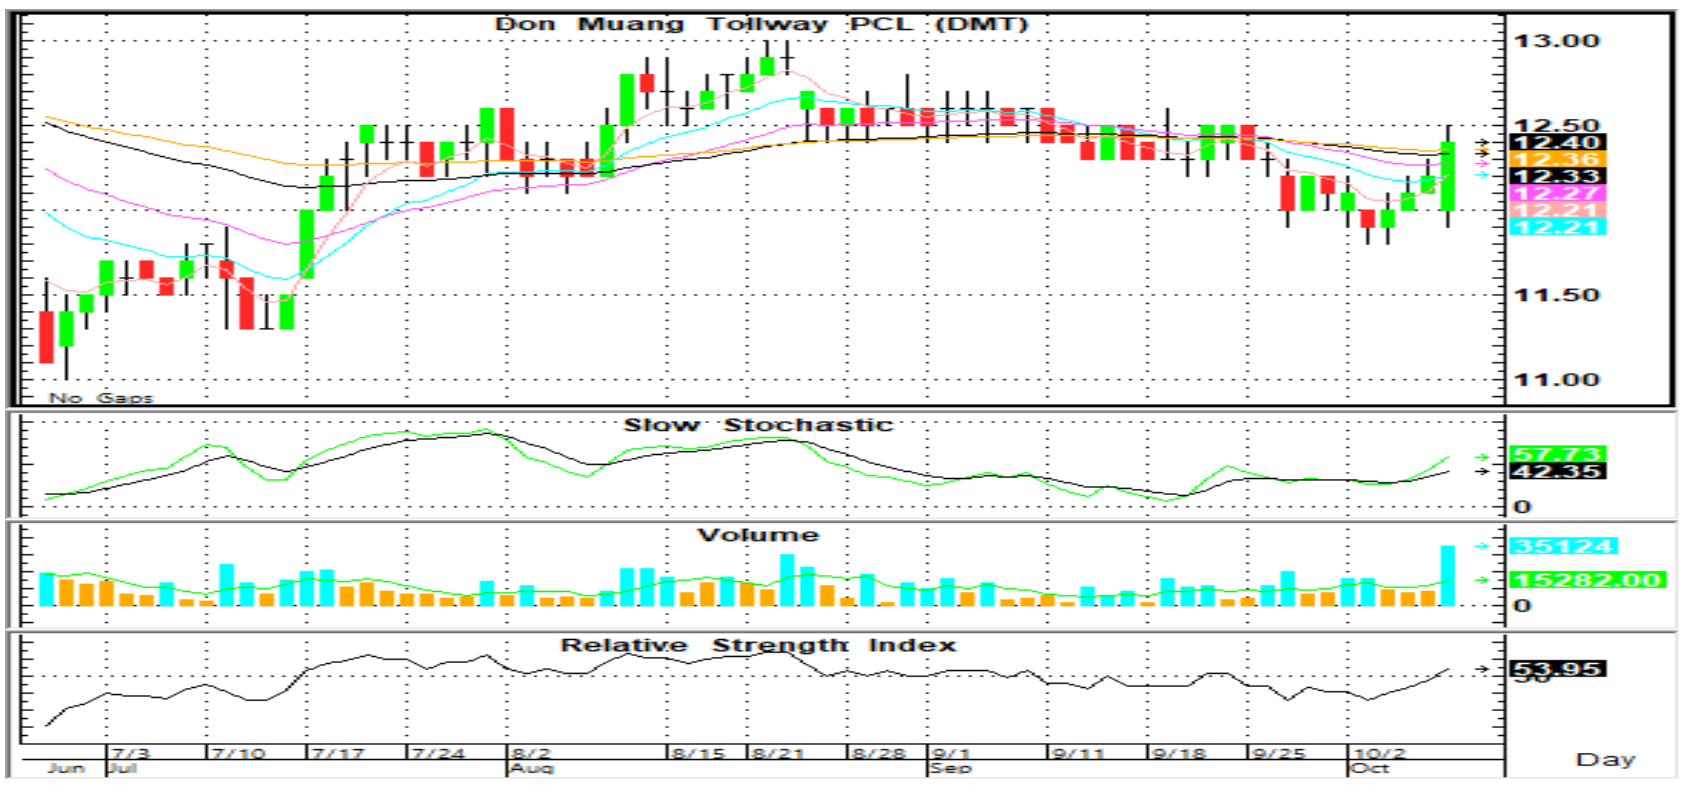 Don Muang Tollway PCL (DMT)
13.00
12.50
12.40
12.36
12.33
12.27
12.21
12.21
11.50
11.00
No Gaps
Slow Stochastic
57.73
42.35
0
Volume
35124
15282.00
0
Relative Strength Index
53.95
7/3 7/10 7/17 7/24 8/2 8/15 8/21 8/28 9/1 9/11 9/18 9/25 10/2
Jun Jul Aug Sep Oct
Day